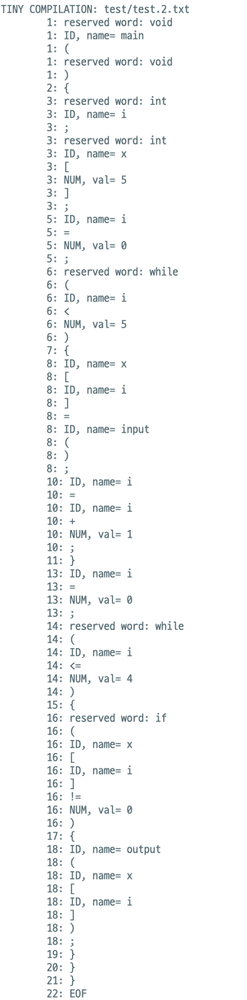 TINY COMPILATION: test/test.2.txt
1: reserved word: void
1: ID, name= main
1: (
1: reserved word: void
1: )
2: {
3: reserved word: int
3: ID, name= i
3: ;
3: reserved word: int
3: ID, name= x
3: [
3: NUM, val= 5
3: ]
3: ;
5: ID, name= i
5: =
5: NUM, val= 0
5: ;
6: reserved word: while
6: (
6: ID, name= i
6: <
6: NUM, val= 5
6: )
7: {
8: ID, name= x
8: [
8: ID, name= i
8: ]
8: =
8: ID, name= input
8: (
8: )
8: ;
10: ID, name= i
10: =
10: ID, name= i
10: +
10: NUM, val= 1
10: ;
11: }
13: ID, name= i
13: =
13: NUM, val= 0
13: ;
14: reserved word: while
14: (
14: ID, name= i
14: <=
14: NUM, val= 4
14: )
15: {
16: reserved word: if
16: (
16: ID, name= x
16: [
16: ID, name= i
16: ]
16: !=
16: NUM, val= 0
16: )
17: {
18: ID, name= output
18: (
18: ID, name= x
18: [
18: ID, name= i
18: ]
18: )
18: ;
19: }
20: }
21: }
22: EOF